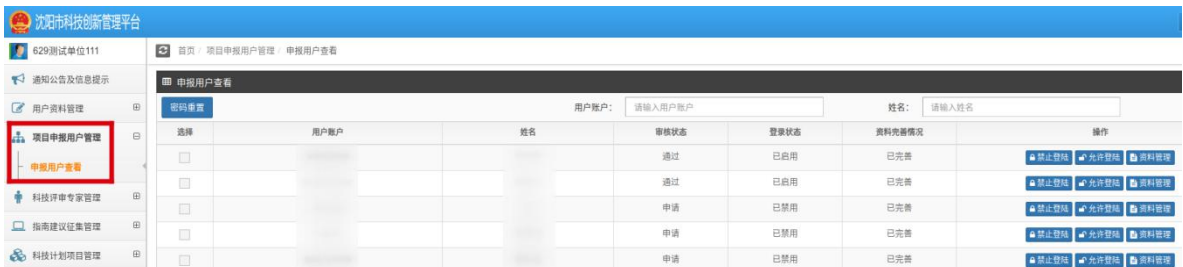 沈阳市科技创新管理平台
629测试单位111
首页 / 项目申报用户管理 / 申报用户查看
通知公告及信息提示
申报用户查看
用户资料管理
密码重置 用户账户： 请输入用户账户 姓名： 请输入姓名
项目申报用户管理
选择 用户账户 姓名 审核状态 登录状态 资料完善情况 操作
申报用户查看
通过 已启用 已完善 禁止登陆 允许登陆 资料管理
通过 已启用 已完善 禁止登陆 允许登陆 资料管理
科技评审专家管理
申请 已禁用 已完善 禁止登陆 允许登陆 资料管理
指南建议征集管理
申请 已禁用 已完善 禁止登陆 允许登陆 资料管理
科技计划项目管理
申请 已禁用 已完善 禁止登陆 允许登陆 资料管理